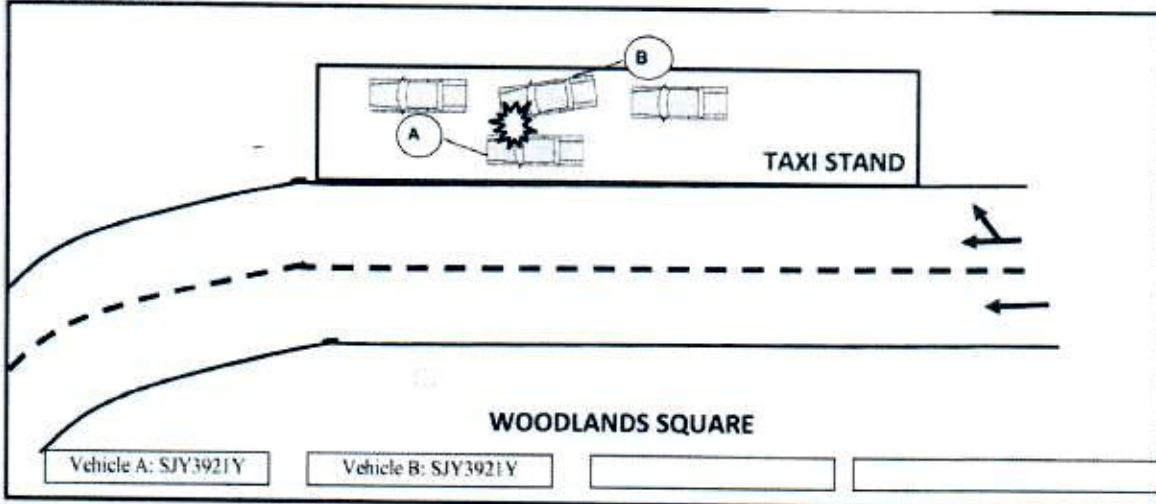 B
A
TAXI STAND
WOODLANDS SQUARE
Vehicle A: SJY3921Y
Vehicle B: SJY3921Y